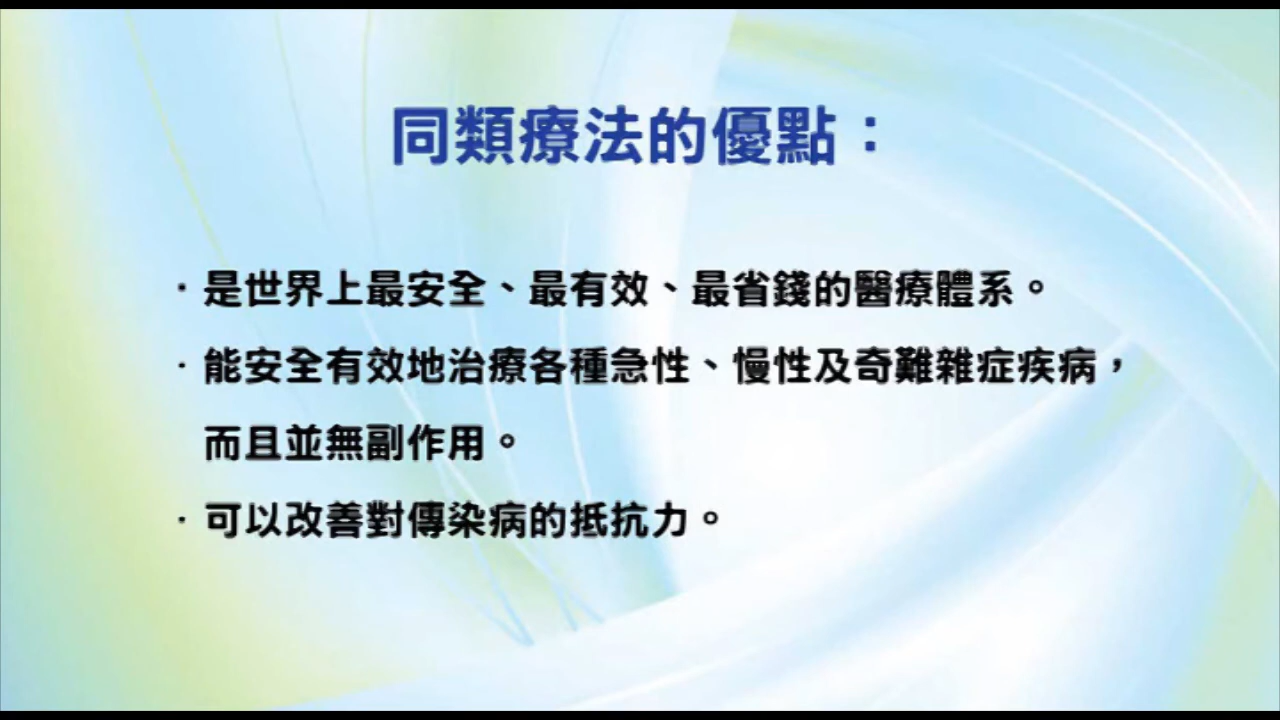 同類療法的優點：
·是世界上最安全、最有效、最省錢的醫療體系。
·能安全有效地治療各種急性、慢性及奇難雜症疾病，
而且並無副作用。
·可以改善對傳染病的抵抗力。